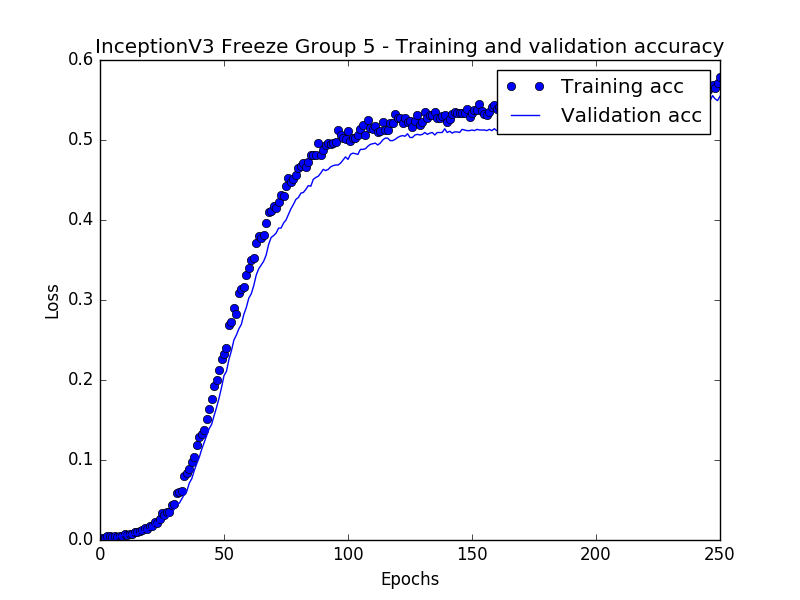 InceptionV3 Freeze Group 5 - Training and validation accuracy
0.6
Training acc
Validation acc
0.5
0.4
0.3
0.2
0.1
0.0
Loss
0
50
100
150
200
250
Epochs